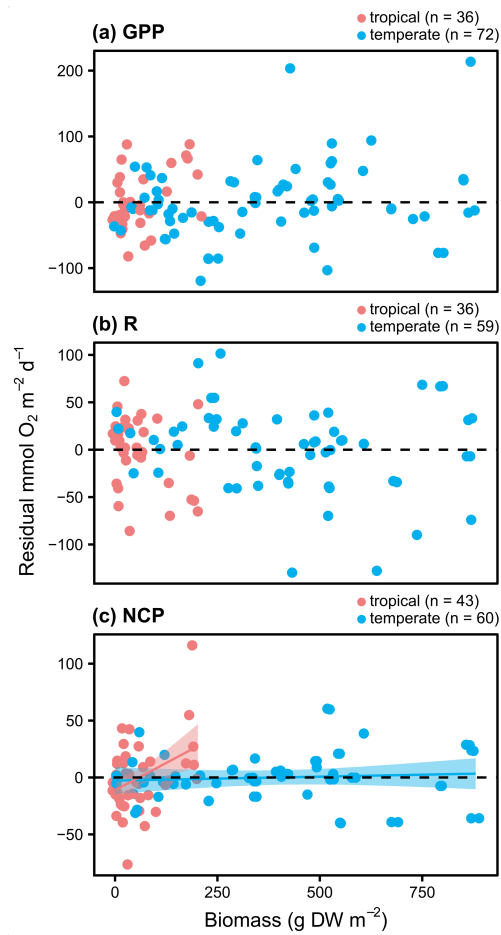 tropical (n = 36)
(a) GPP
temperate (n = 72)
200
100
0
−100
tropical (n = 36)
(b) R
temperate (n = 59)
100
50
0
−50
−100
Residual mmol O₂ m⁻² d⁻¹
tropical (n = 43)
(c) NCP
temperate (n = 60)
100
50
0
−50
0 250 500 750
Biomass (g DW m⁻²)